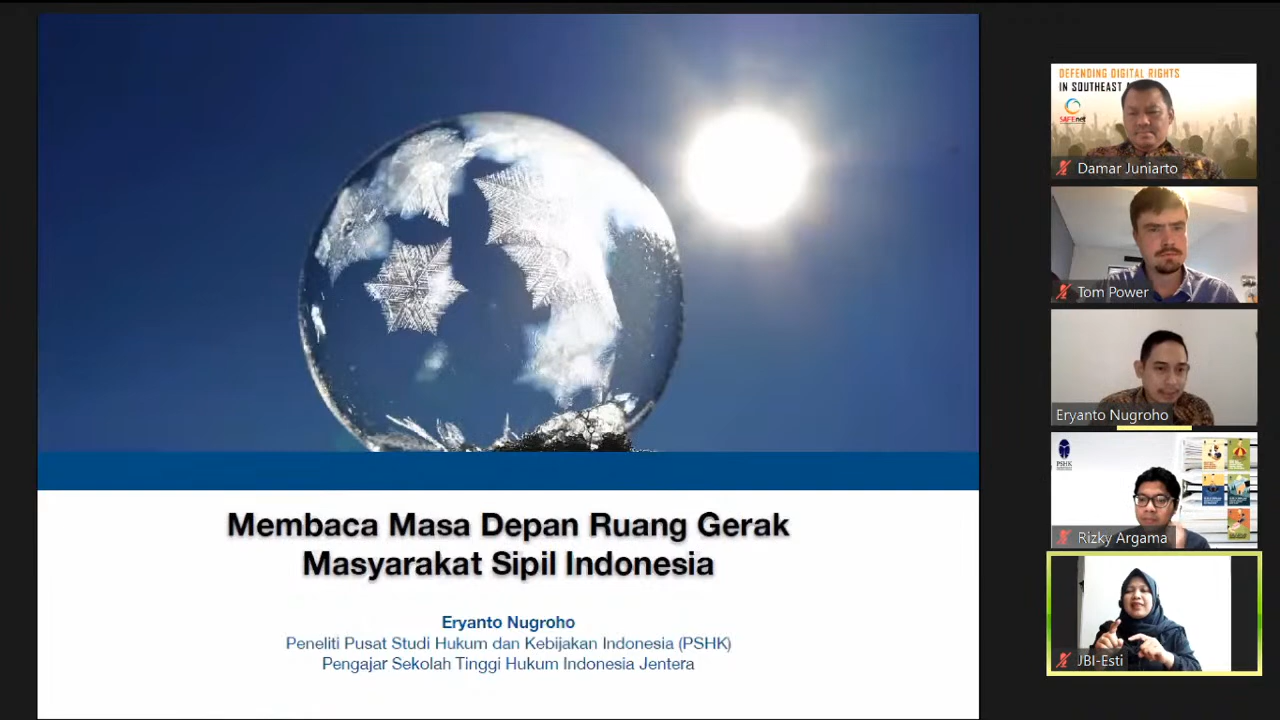 Membaca Masa Depan Ruang Gerak
Masyarakat Sipil Indonesia
Eryanto Nugroho
Peneliti Pusat Studi Hukum dan Kebijakan Indonesia (PSHK)
Pengajar Sekolah Tinggi Hukum Indonesia Jentera
DEFENDING DIGITAL RIGHTS
IN SOUTHEAST
SAFEnet
Damar Juniarto
Tom Power
Eryanto Nugroho
PSHK
Rizky Argama
JBI-Esti